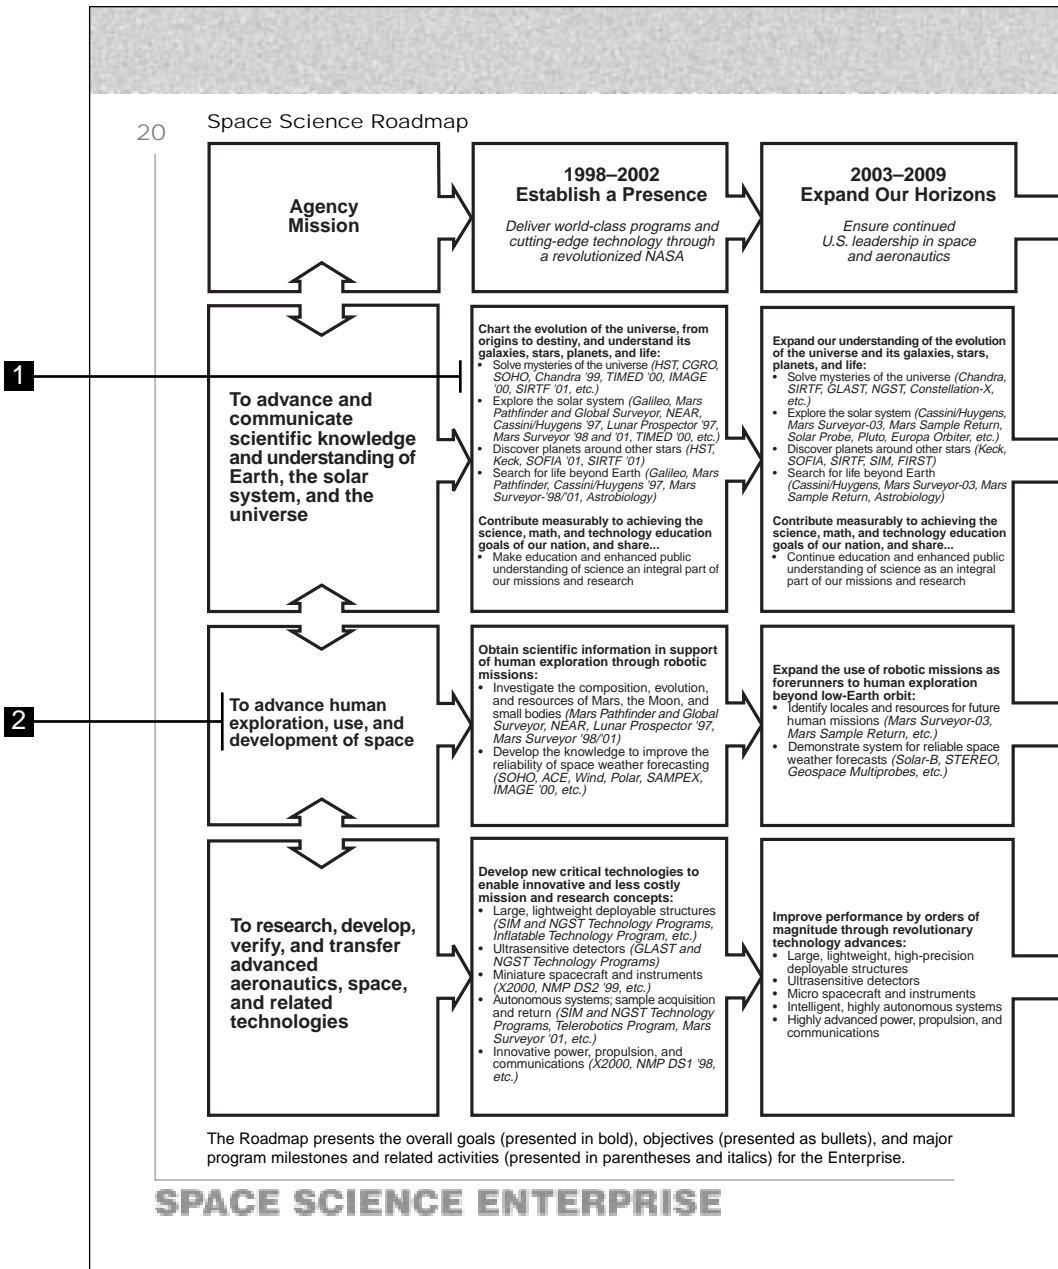 20
Space Science Roadmap
Agency
Mission
1998–2002
Establish a Presence
Deliver world-class programs and
cutting-edge technology through
a revolutionized NASA
2003–2009
Expand Our Horizons
Ensure continued
U.S. leadership in space
and aeronautics
1
To advance and
communicate
scientific knowledge
and understanding of
Earth, the solar
system, and the
universe
Chart the evolution of the universe, from
origins to destiny, and understand its
galaxies, stars, planets, and life:
• Solve mysteries of the universe (HST, CGRO,
SOHO, Chandra '99, TIMED '00, IMAGE
'00, SIRTF '01, etc.)
• Explore the solar system (Galileo, Mars
Pathfinder and Global Surveyor, NEAR,
Cassini/Huygens '97, Lunar Prospector '97,
Mars Surveyor '98 and '01, TIMED '00, etc.)
• Discover planets around other stars (HST,
Keck, SOFIA '01, SIRTF '01)
• Search for life beyond Earth (Galileo, Mars
Pathfinder, Cassini/Huygens '97, Mars
Surveyor-'98/'01, Astrobiology)
Contribute measurably to achieving the
science, math, and technology education
goals of our nation, and share...
• Make education and enhanced public
understanding of science an integral part of
our missions and research
Expand our understanding of the evolution
of the universe and its galaxies, stars,
planets, and life:
• Solve mysteries of the universe (Chandra,
SIRTF, GLAST, NGST, Constellation-X,
etc.)
• Explore the solar system (Cassini/Huygens,
Mars Surveyor-03, Mars Sample Return,
Solar Probe, Pluto, Europa Orbiter, etc.)
• Discover planets around other stars (Keck,
SOFIA, SIRTF, SIM, FIRST)
• Search for life beyond Earth
(Cassini/Huygens, Mars Surveyor-03, Mars
Sample Return, Astrobiology)
Contribute measurably to achieving the
science, math, and technology education
goals of our nation, and share...
• Continue education and enhanced public
understanding of science as an integral
part of our missions and research
2
To advance human
exploration, use, and
development of space
Obtain scientific information in support
of human exploration through robotic
missions:
• Investigate the composition, evolution,
and resources of Mars, the Moon, and
small bodies (Mars Pathfinder and Global
Surveyor, NEAR, Lunar Prospector '97,
Mars Surveyor '98/'01)
• Develop the knowledge to improve the
reliability of space weather forecasting
(SOHO, ACE, Wind, Polar, SAMPEX,
IMAGE '00, etc.)
Expand the use of robotic missions as
forerunners to human exploration
beyond low-Earth orbit:
• Identify locales and resources for future
human missions (Mars Surveyor-03,
Mars Sample Return, etc.)
• Demonstrate system for reliable space
weather forecasts (Solar-B, STEREO,
Geospace Multiprobes, etc.)
To research, develop,
verify, and transfer
advanced
aeronautics, space,
and related
technologies
Develop new critical technologies to
enable innovative and less costly
mission and research concepts:
• Large, lightweight deployable structures
(SIM and NGST Technology Programs,
Inflatable Technology Program, etc.)
• Ultrasensitive detectors (GLAST and
NGST Technology Programs)
• Miniature spacecraft and instruments
(X2000, NMP DS2 '99, etc.)
• Autonomous systems; sample acquisition
and return (SIM and NGST Technology
Programs, Telerobotics Program, Mars
Surveyor '01, etc.)
• Innovative power, propulsion, and
communications (X2000, NMP DS1 '98,
etc.)
Improve performance by orders of
magnitude through revolutionary
technology advances:
• Large, lightweight, high-precision
deployable structures
• Ultrasensitive detectors
• Micro spacecraft and instruments
• Intelligent, highly autonomous systems
• Highly advanced power, propulsion, and
communications
The Roadmap presents the overall goals (presented in bold), objectives (presented as bullets), and major
program milestones and related activities (presented in parentheses and italics) for the Enterprise.
SPACE SCIENCE ENTERPRISE